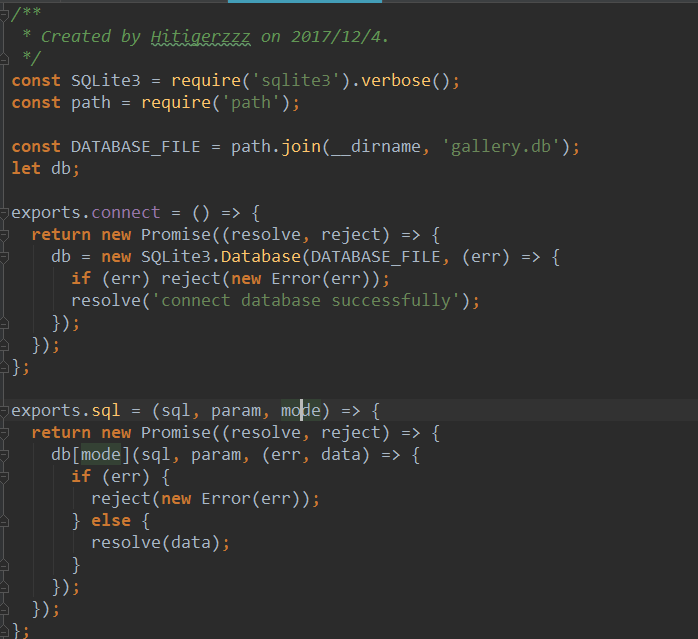 /**
 * Created by Hitigerzzz on 2017/12/4.
 */
const SQLite3 = require('sqlite3').verbose();
const path = require('path');

const DATABASE_FILE = path.join(__dirname, 'gallery.db');
let db;

exports.connect = () => {
  return new Promise((resolve, reject) => {
    db = new SQLite3.Database(DATABASE_FILE, (err) => {
      if (err) reject(new Error(err));
      resolve('connect database successfully');
    });
  });
};

exports.sql = (sql, param, mode) => {
  return new Promise((resolve, reject) => {
    db[mode](sql, param, (err, data) => {
      if (err) {
        reject(new Error(err));
      } else {
        resolve(data);
      }
    });
  });
};